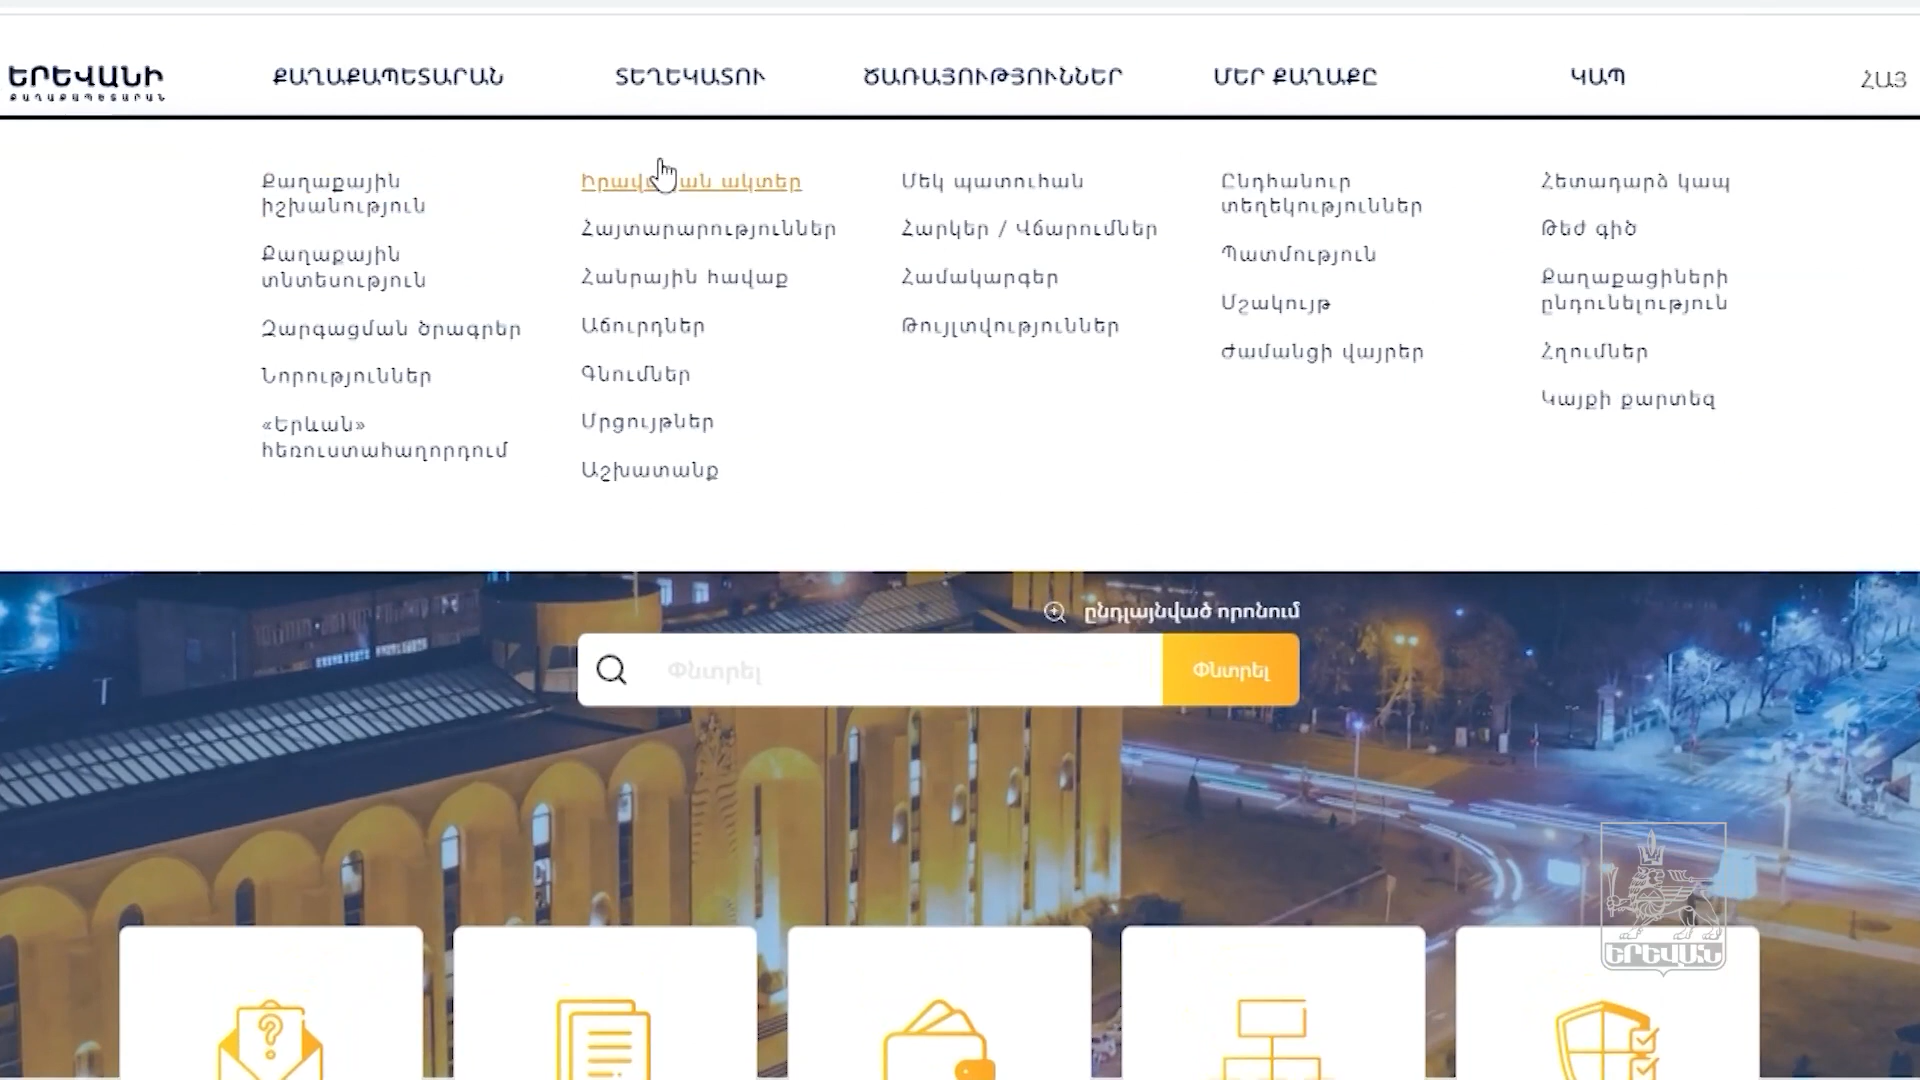 ԵՐԵՎԱՆԻ
ՔԱՂԱՔԱՊԵՏԱՐԱՆ
ՔԱՂԱՔԱՊԵՏԱՐԱՆ
ՏԵՂԵԿԱՏՈՒ
ԾԱՌԱՅՈՒԹՅՈՒՆՆԵՐ
ՄԵՐ ՔԱՂԱՔԸ
ԿԱՊ
ՀԱՅ
Քաղաքային
իշխանություն
Քաղաքային
տնտեսություն
Զարգացման ծրագրեր
Նորություններ
«Երևան»
հեռուստահաղորդում
ակտեր
Հայտարարություններ
Հանրային հավաք
Աճուրդներ
Գնումներ
Մրցույթներ
Աշխատանք
Մեկ պատուհան
Հարկեր / Վճարումներ
Համակարգեր
Թույլտվություններ
Ընդհանուր
տեղեկություններ
Պատմություն
Մշակույթ
Ժամանցի վայրեր
Հետադարձ կապ
Թեժ գիծ
Քաղաքացիների
ընդունելություն
Հղումներ
Կայքի քարտեզ
ընդլայնված որոնում
Փնտրել
Փնտրել
ԵՐԵՎԱՆ